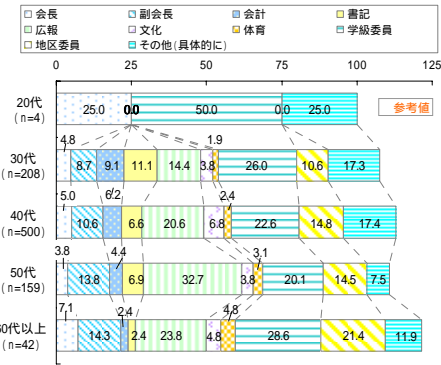 会長 副会長 会計 書記
広報 文化 体育 学級委員
地区委員 その他(具体的に)
0 25 50 75 100 125
20代 25.0 0.0 50.0 0.0 25.0 参考値
(n=4)
4.8 1.9
30代 8.7 9.1 11.1 14.4 3.8 26.0 10.6 17.3
(n=208)
5.0 6.2 2.4
40代 10.6 6.6 20.6 6.8 22.6 14.8 17.4
(n=500)
3.8 4.4 3.1
50代 13.8 6.9 32.7 3.8 20.1 14.5 7.5
(n=159)
7.1 2.4 4.8
60代以上 14.3 2.4 23.8 4.8 28.6 21.4 11.9
(n=42)